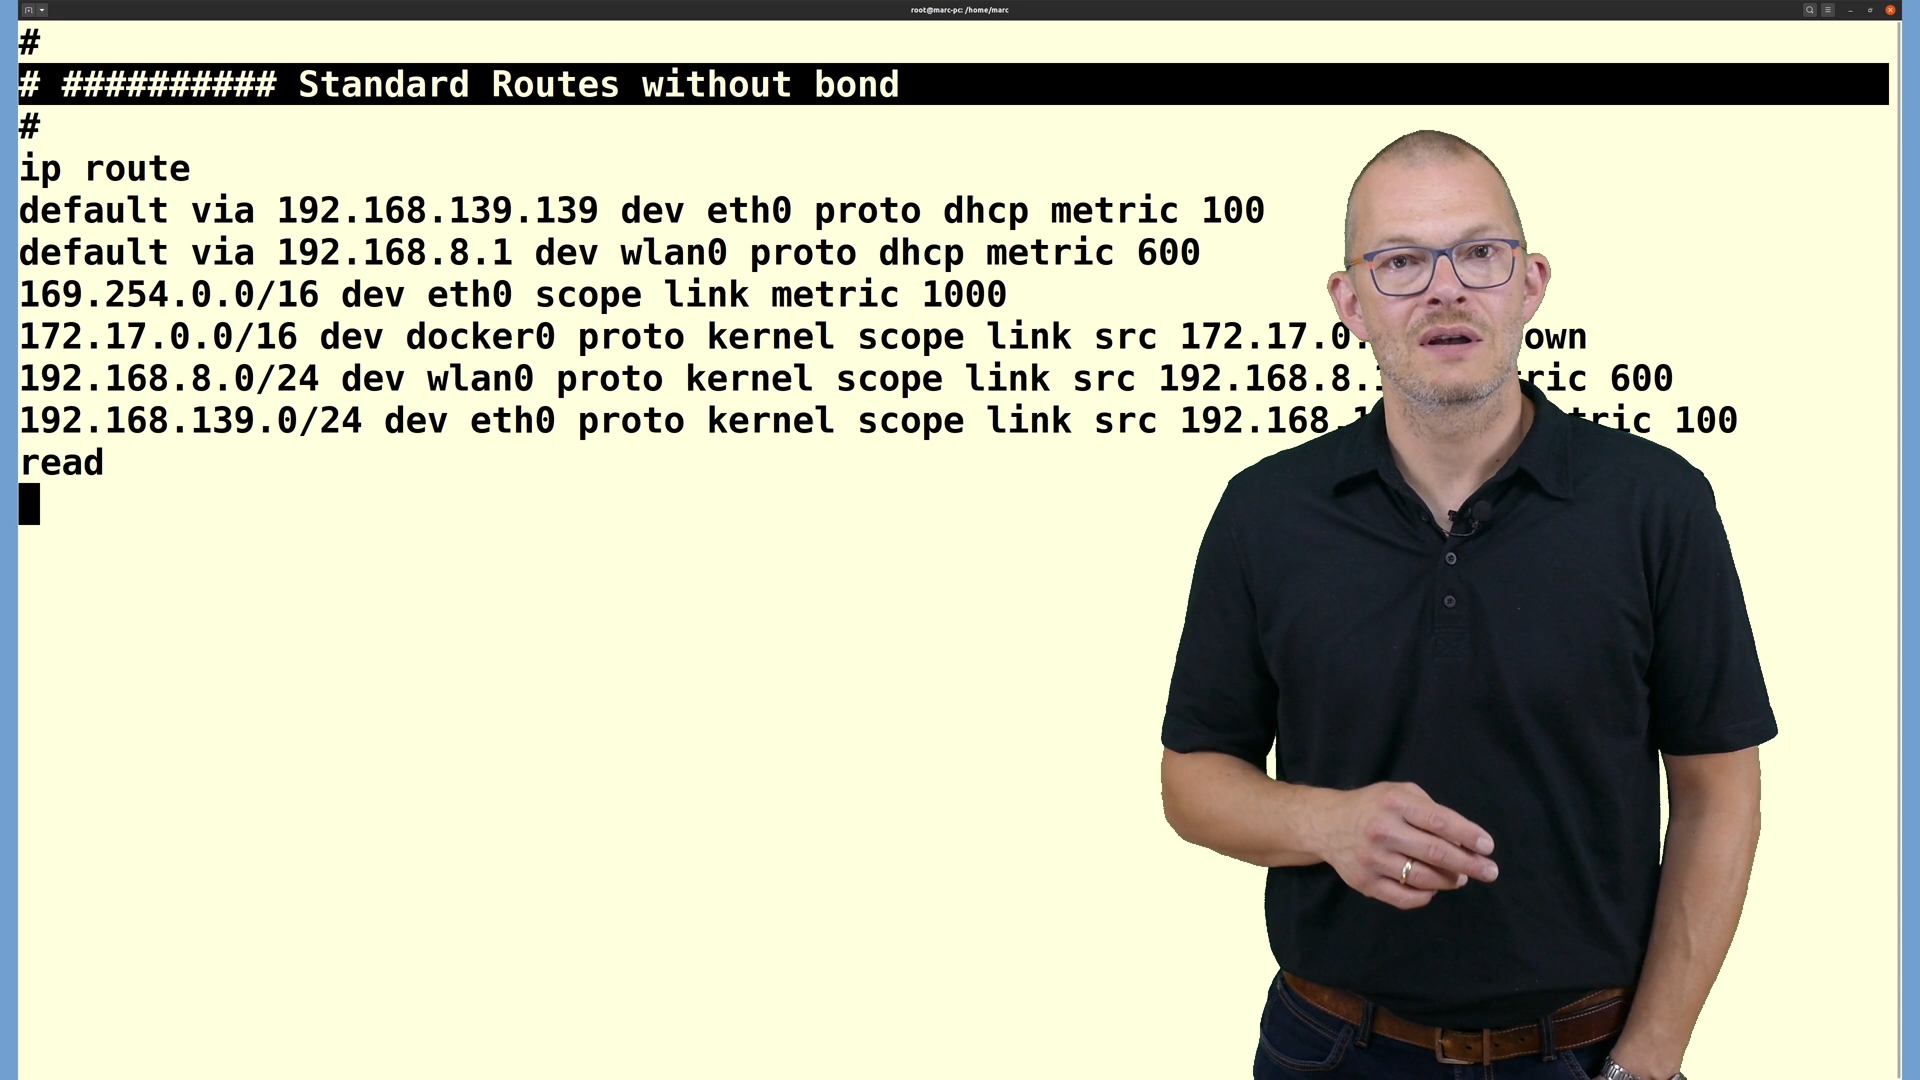 root@marc-pc: /home/marc
#
# ########## Standard Routes without bond
#
ip route
default via 192.168.139.139 dev eth0 proto dhcp metric 100
default via 192.168.8.1 dev wlan0 proto dhcp metric 600
169.254.0.0/16 dev eth0 scope link metric 1000
172.17.0.0/16 dev docker0 proto kernel scope link src 172.17.0. own
192.168.8.0/24 dev wlan0 proto kernel scope link src 192.168.8. ric 600
192.168.139.0/24 dev eth0 proto kernel scope link src 192.168. tric 100
read